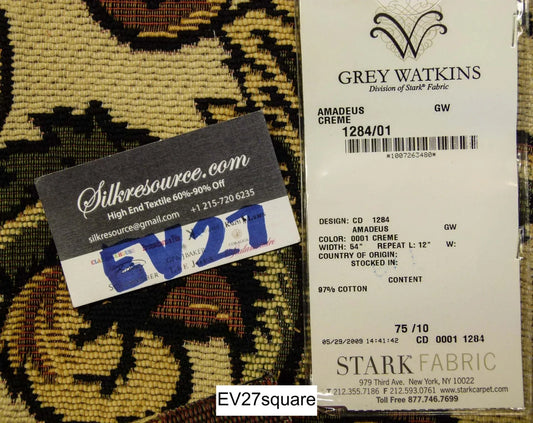 Silkresource.com
High End Textile 60%-90% Off
silkresource@gmail.com +1 215-720 6235
EV27
GREY WATKINS
Division of Stark® Fabric
AMADEUS GW
CREME
1284/01
*1007263480*
DESIGN: CD 1284
AMADEUS GW
COLOR: 0001 CREME
WIDTH: 54" REPEAT L: 12" W:
COUNTRY OF ORIGIN:
STOCKED IN:
CONTENT
97% COTTON
75 /10
05/29/2009 14:41:42 CD 0001 1284
STARK FABRIC
979 Third Ave. New York, NY 10022
T 212.355.7186 F 212.593.0761 www.starkcarpet.com
Toll Free 877.746.7699
EV27square